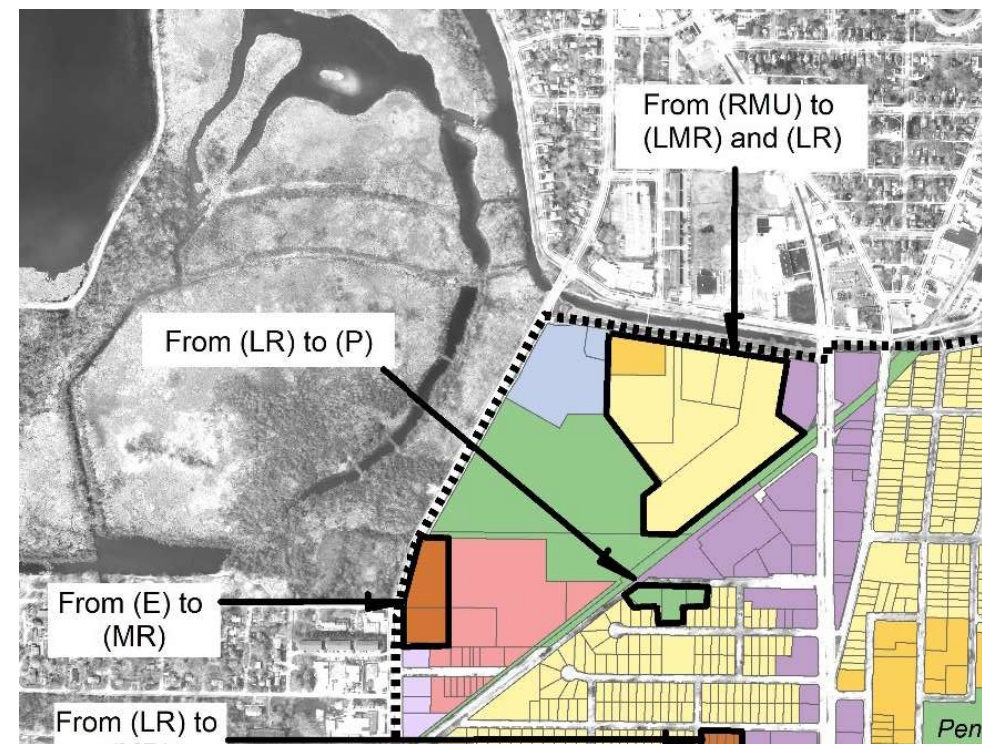 From (RMU) to
(LMR) and (LR)
From (LR) to (P)
From (E) to
(MR)
From (LR) to
Pen